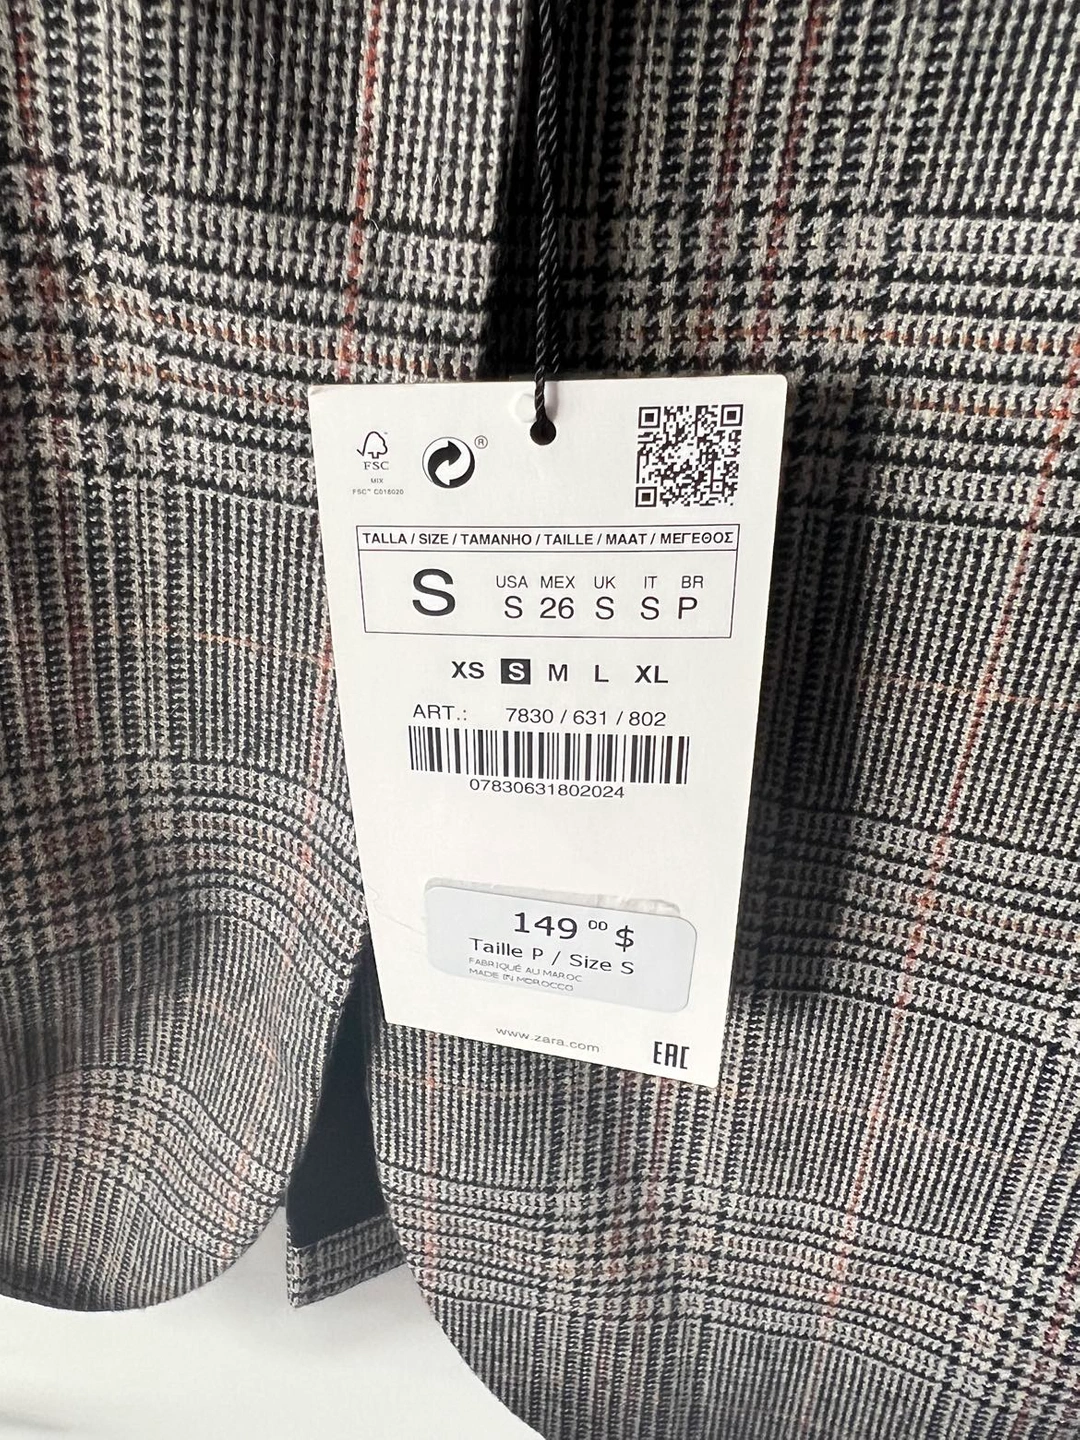 FSC
MIX
FSC™ C016020
®
TALLA / SIZE / TAMANHO / TAILLE / MAAT / ΜΕΓΕΘΟΣ
S
USA MEX UK IT BR
S 26 S S P
XS S M L XL
ART.: 7830 / 631 / 802
07830631802024
149 00 $
Taille P / Size S
FABRIQUÉ AU MAROC
MADE IN MOROCCO
www.zara.com
EAC